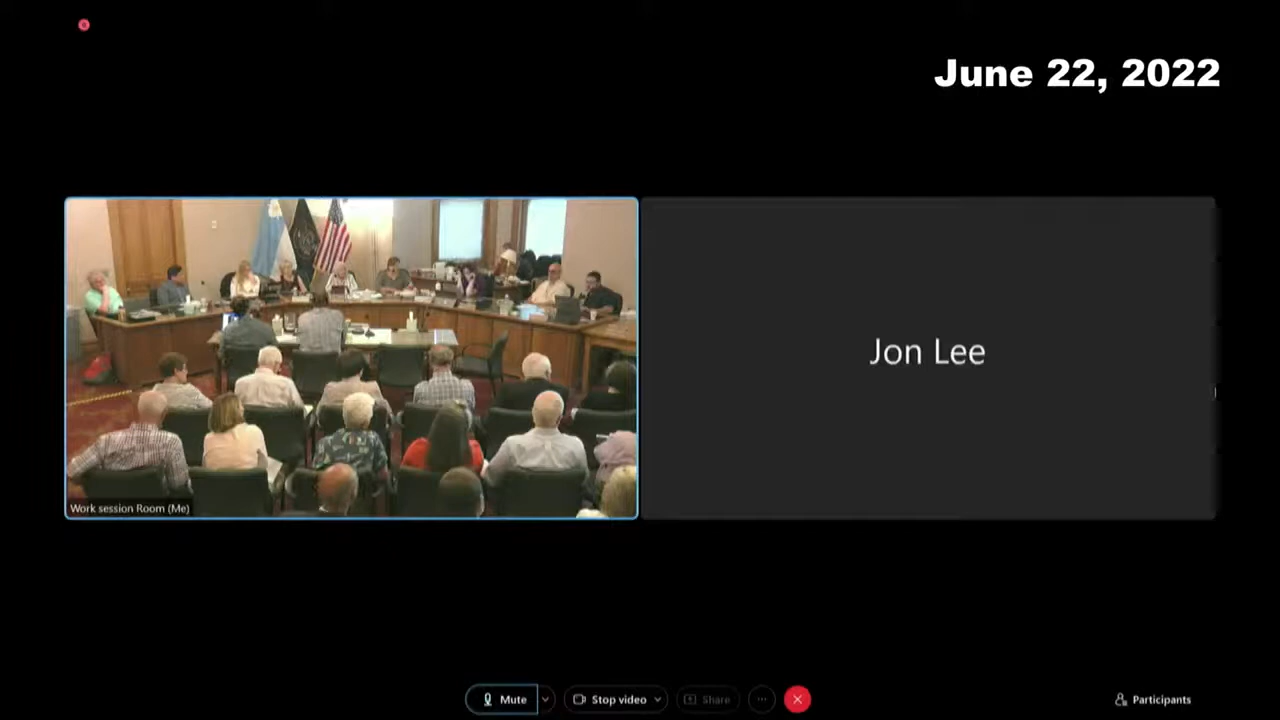 June 22, 2022
Work session Room (Me)
Jon Lee
Mute
Stop video
Share
Participants